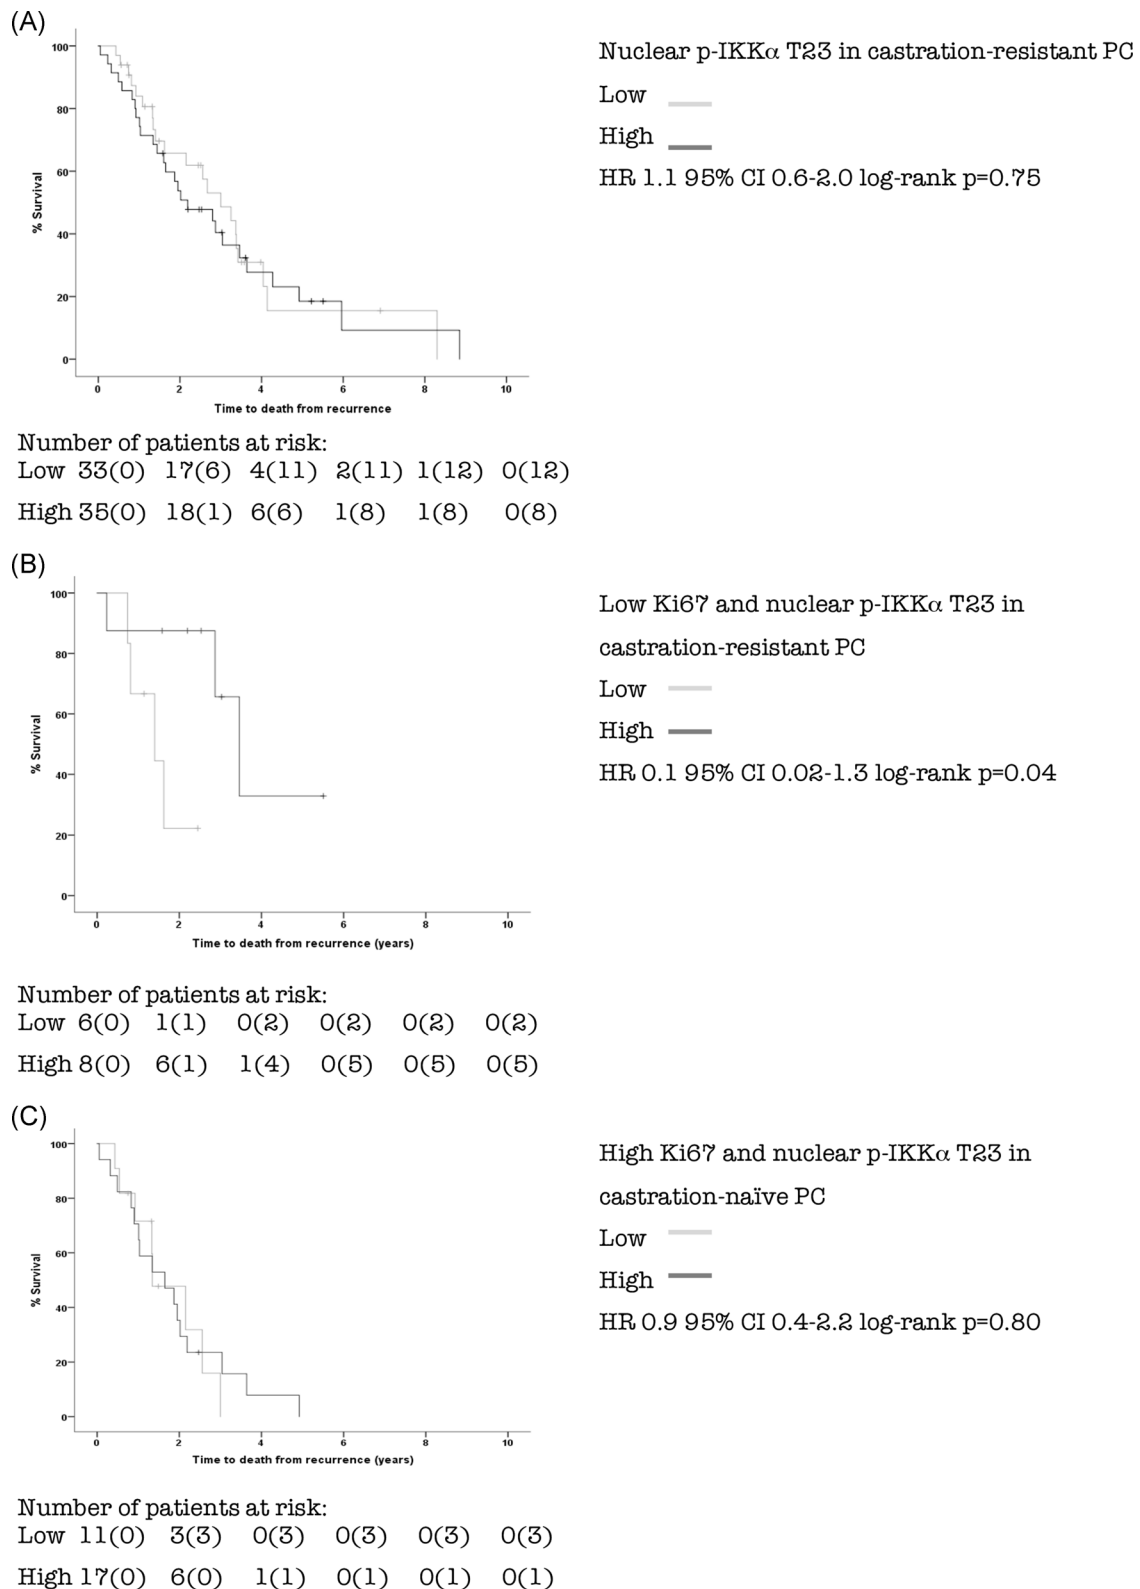 (A)
100
80
60
40
20
0
% Survival
0 2 4 6 8 10
Time to death from recurrence
Nuclear p-IKKα T23 in castration-resistant PC
Low
High
HR 1.1 95% CI 0.6-2.0 log-rank p=0.75
Number of patients at risk:
Low 33(0) 17(6) 4(11) 2(11) 1(12) 0(12)
High 35(0) 18(1) 6(6) 1(8) 1(8) 0(8)
(B)
100
80
60
40
20
0
% Survival
0 2 4 6 8 10
Time to death from recurrence (years)
Low Ki67 and nuclear p-IKKα T23 in
castration-resistant PC
Low
High
HR 0.1 95% CI 0.02-1.3 log-rank p=0.04
Number of patients at risk:
Low 6(0) 1(1) 0(2) 0(2) 0(2) 0(2)
High 8(0) 6(1) 1(4) 0(5) 0(5) 0(5)
(C)
100
80
60
40
20
0
% Survival
0 2 4 6 8 10
Time to death from recurrence (years)
High Ki67 and nuclear p-IKKα T23 in
castration-naïve PC
Low
High
HR 0.9 95% CI 0.4-2.2 log-rank p=0.80
Number of patients at risk:
Low 11(0) 3(3) 0(3) 0(3) 0(3) 0(3)
High 17(0) 6(0) 1(1) 0(1) 0(1) 0(1)